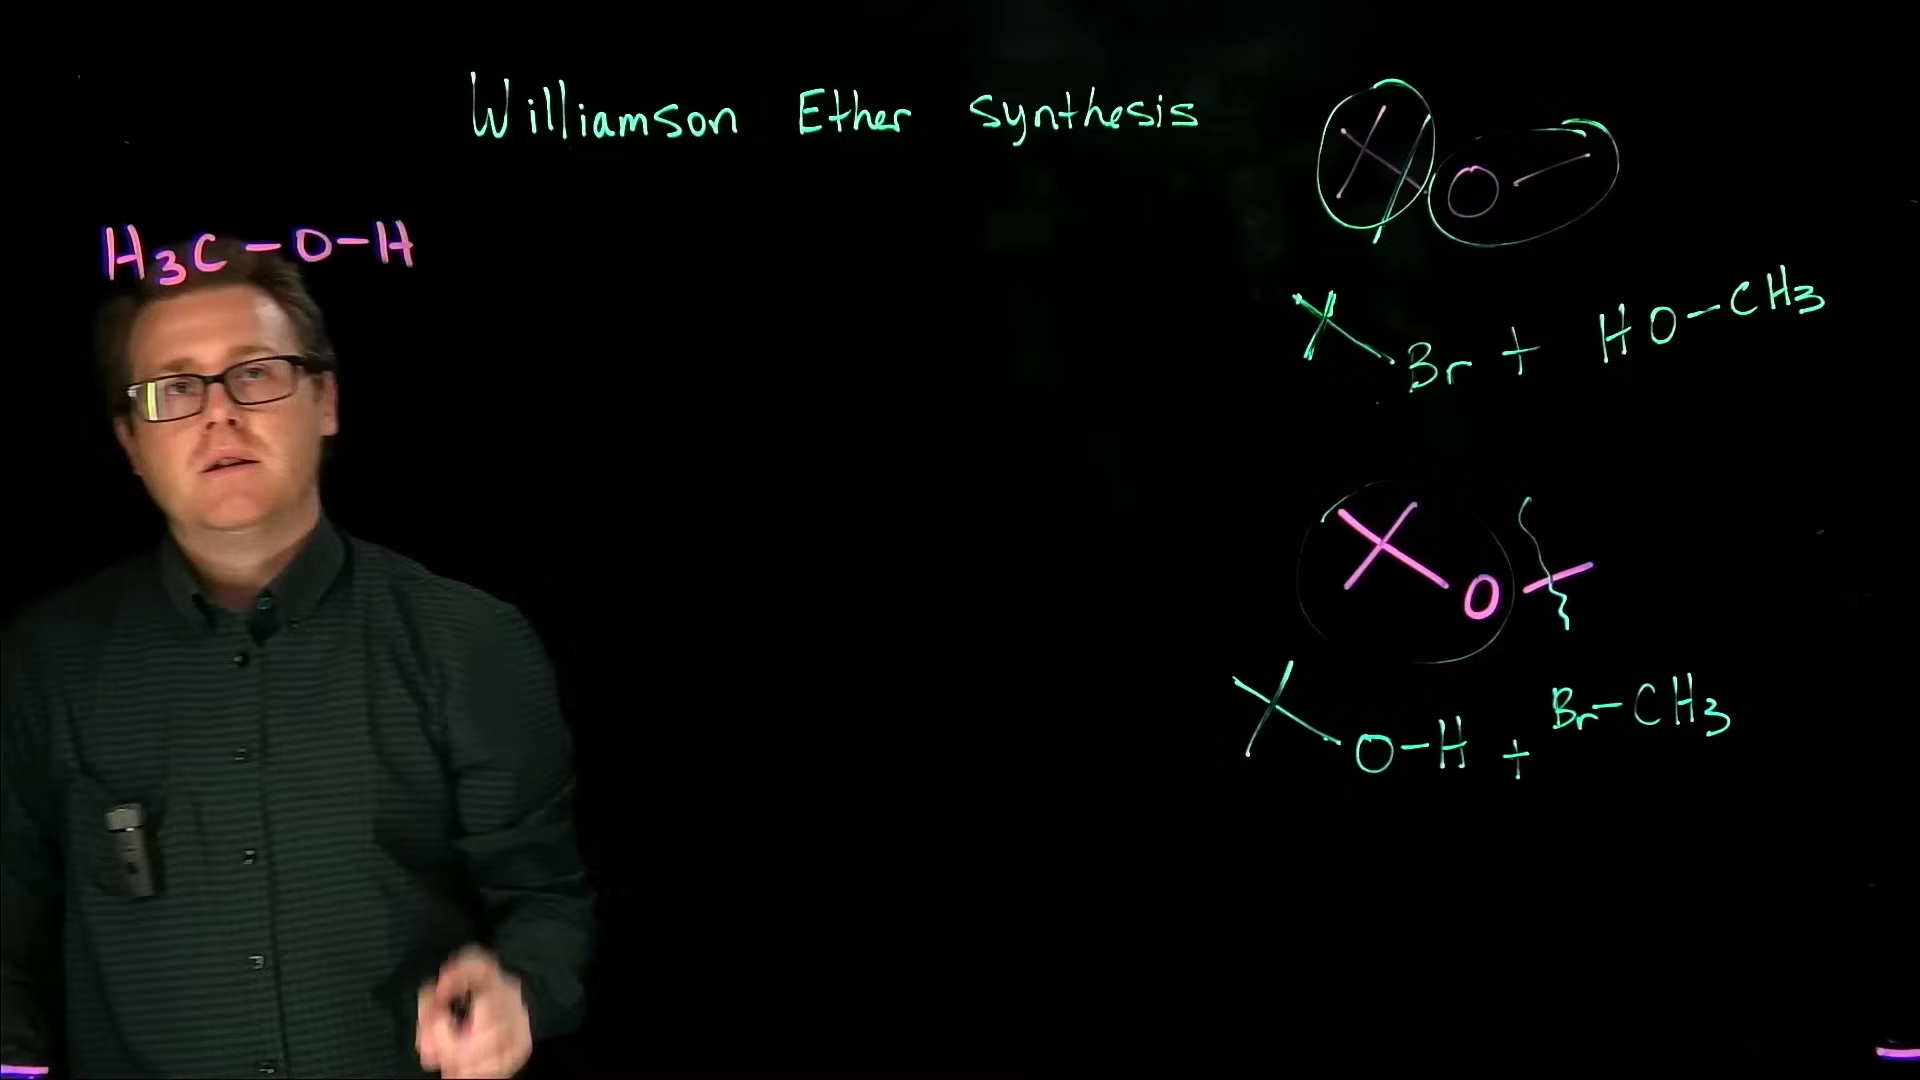 Williamson Ether synthesis
H3C-O-H
O
Br + HO-CH3
O
O-H + Br-CH3